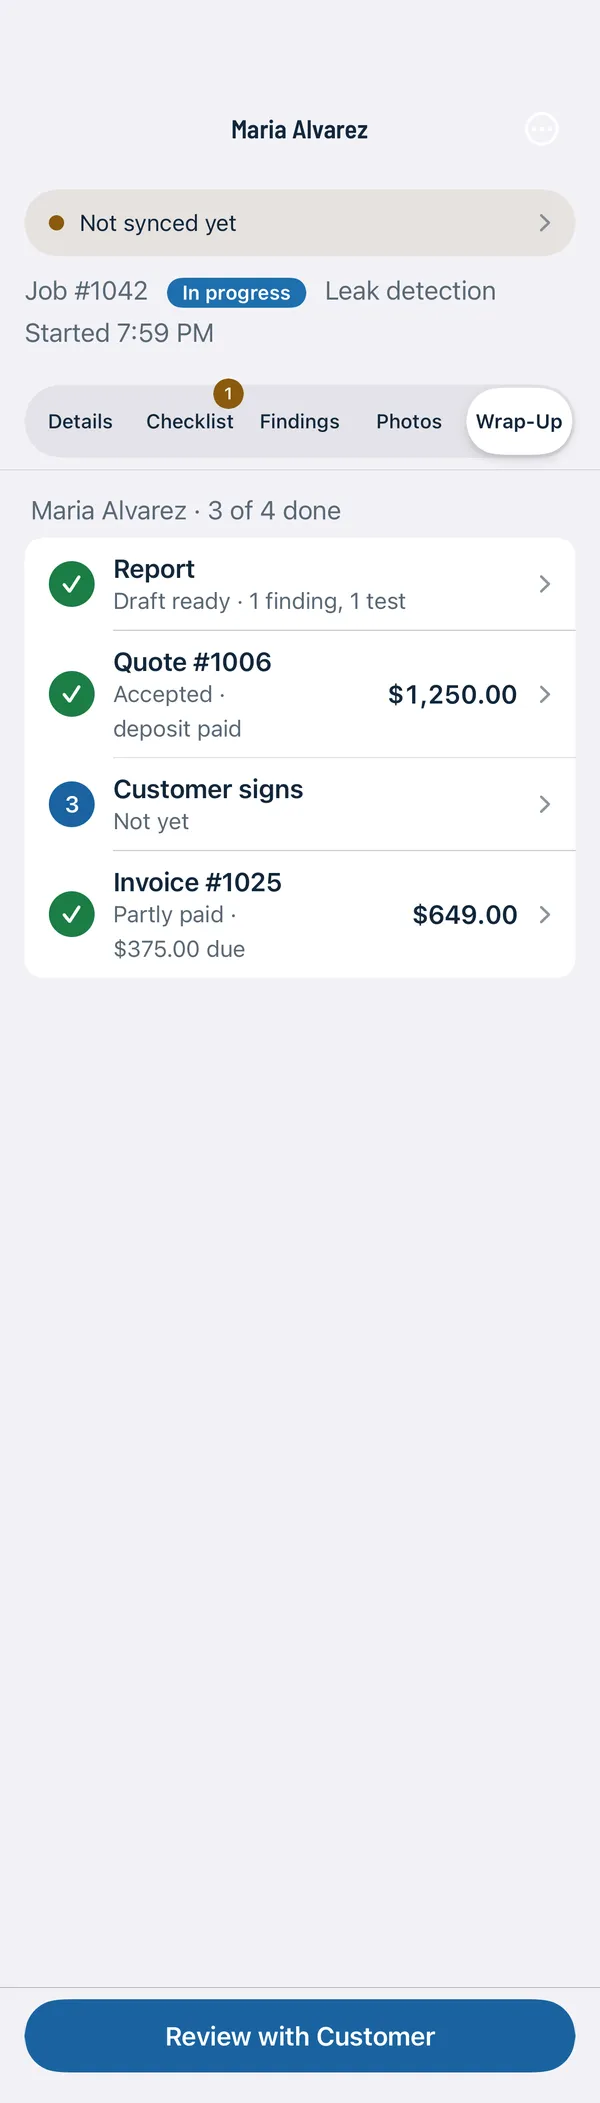 Maria Alvarez
Not synced yet
Job #1042 In progress Leak detection
Started 7:59 PM
1
Details Checklist Findings Photos Wrap-Up
Maria Alvarez · 3 of 4 done
Report
Draft ready · 1 finding, 1 test
Quote #1006
Accepted ·
deposit paid
$1,250.00
3
Customer signs
Not yet
Invoice #1025
Partly paid ·
$375.00 due
$649.00
Review with Customer